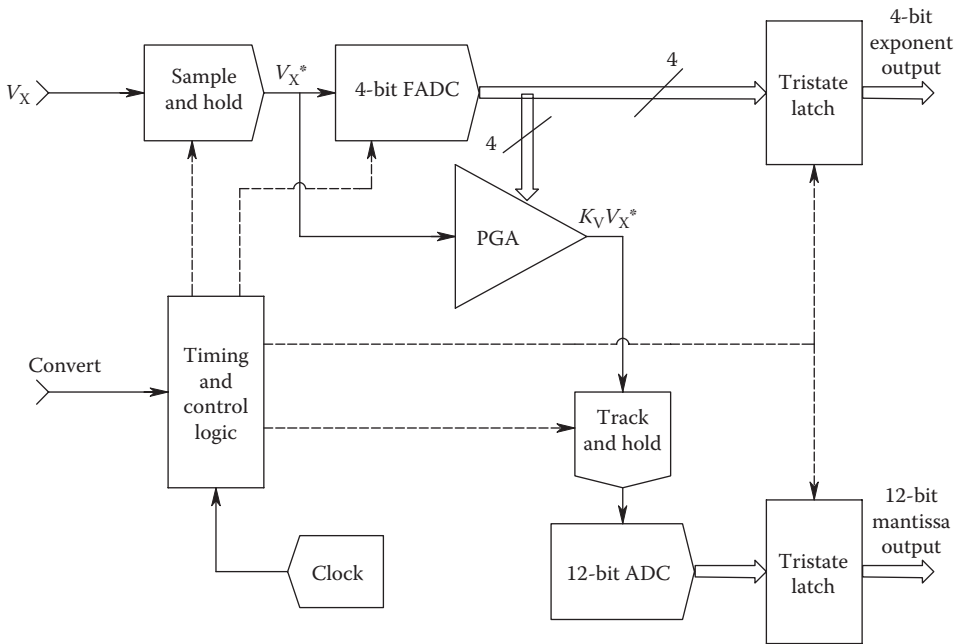 4-bit
exponent
output
4
V_X
Sample
and hold
V_X*
4-bit FADC
Tristate
latch
4
PGA
K_V V_X*
Convert
Timing
and
control
logic
Track
and hold
12-bit
mantissa
output
Clock
12-bit ADC
Tristate
latch